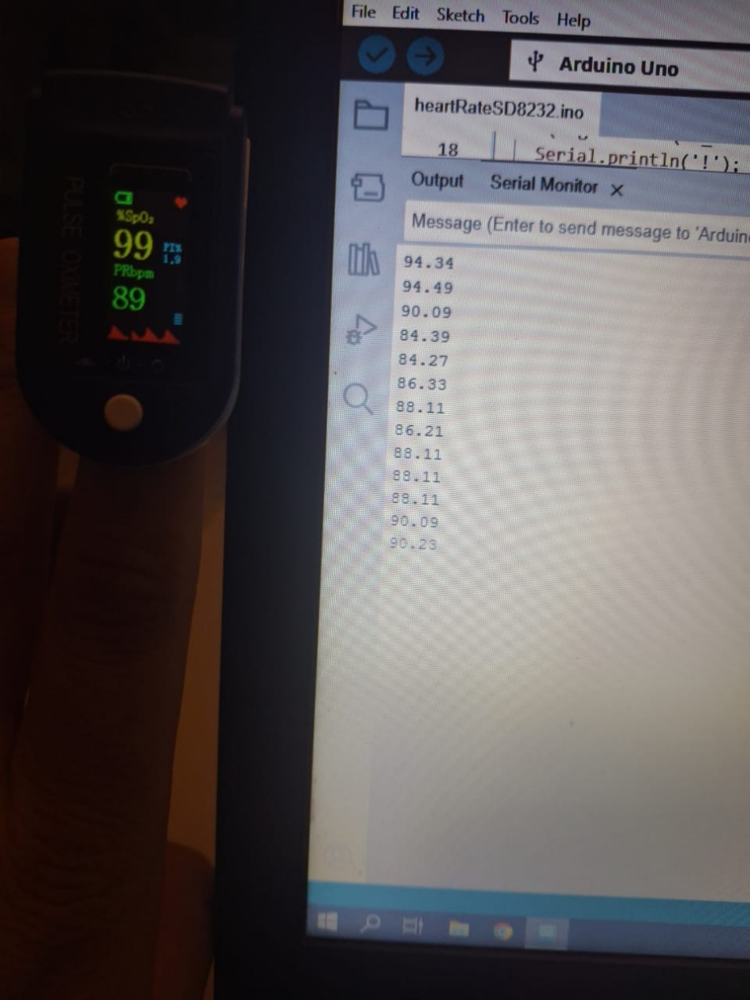 PULSE OXIMETER
%SpO₂
99
PI%
1.9
PRbpm
89
File Edit Sketch Tools Help
Arduino Uno
heartRateSD8232.ino
18 Serial.println('!');
Output Serial Monitor
Message (Enter to send message to 'Arduin
94.34
94.49
90.09
84.39
84.27
86.33
88.11
86.21
88.11
88.11
88.11
90.09
90.23